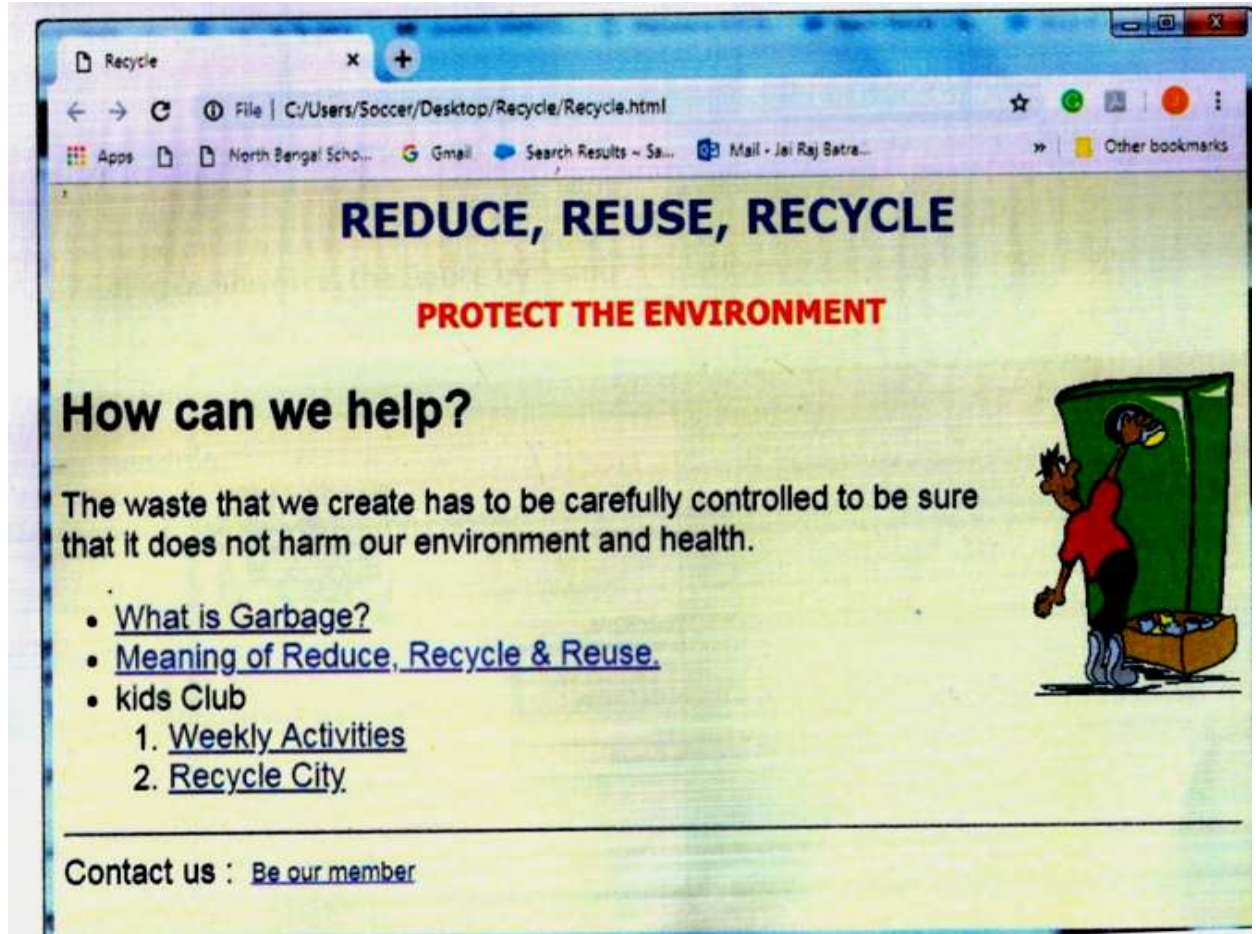 Recycle
File | C:/Users/Soccer/Desktop/Recycle/Recycle.html
Apps North Bengal Scho... Gmail Search Results ~ Sa... Mail - Jai Raj Batra... » Other bookmarks
REDUCE, REUSE, RECYCLE
PROTECT THE ENVIRONMENT
How can we help?
The waste that we create has to be carefully controlled to be sure
that it does not harm our environment and health.
• What is Garbage?
• Meaning of Reduce, Recycle & Reuse.
• kids Club
1. Weekly Activities
2. Recycle City
Contact us : Be our member